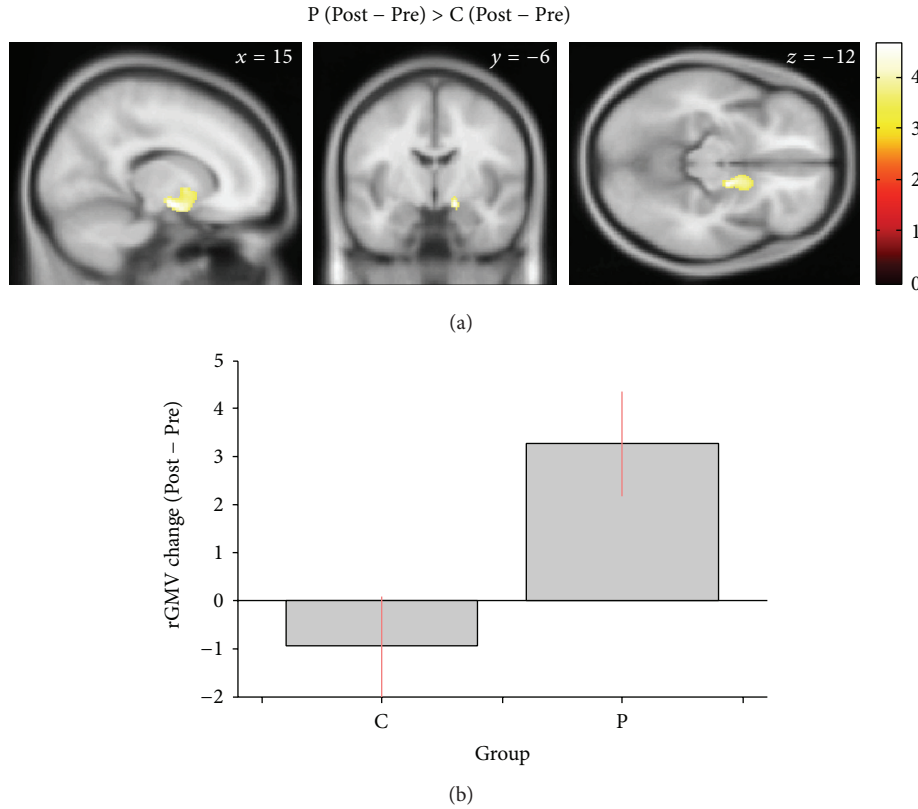 P (Post − Pre) > C (Post − Pre)
x = 15
y = −6
z = −12
4
3
2
1
0
(a)
5
4
3
2
1
0
−1
−2
rGMV change (Post − Pre)
C
P
Group
(b)